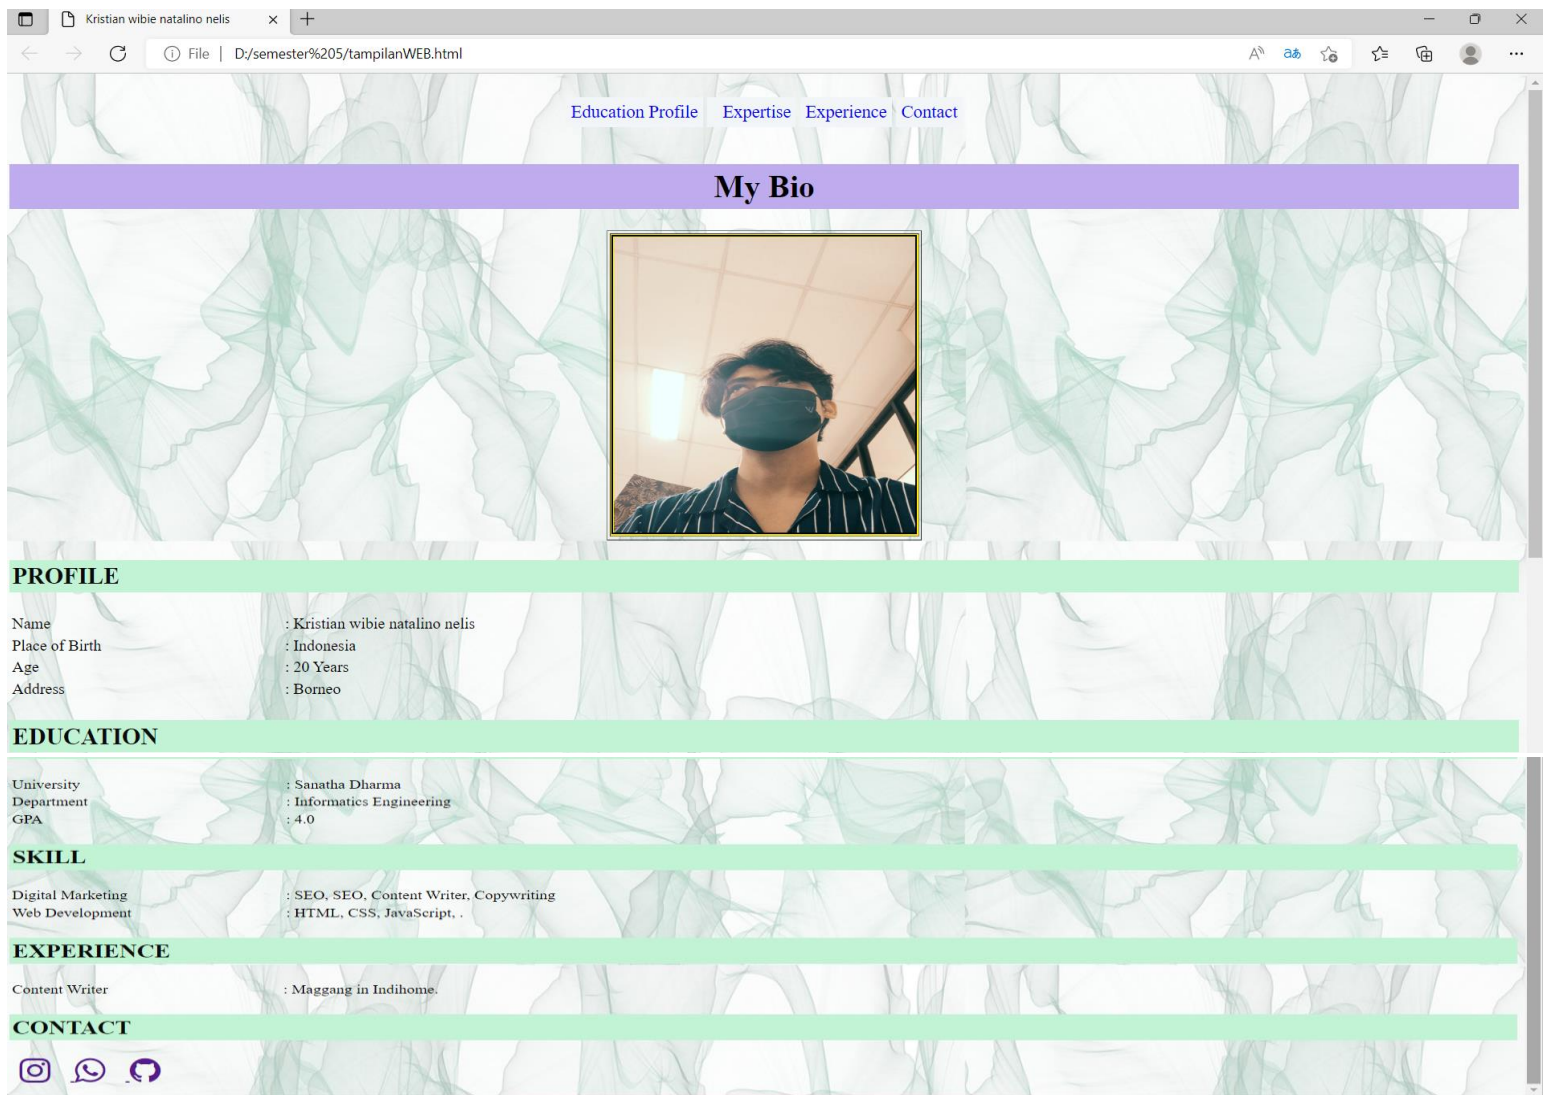 Kristian wibie natalino nelis
File | D:/semester%205/tampilanWEB.html
Education Profile Expertise Experience Contact
My Bio
PROFILE
Name : Kristian wibie natalino nelis
Place of Birth : Indonesia
Age : 20 Years
Address : Borneo
EDUCATION
University : Sanatha Dharma
Department : Informatics Engineering
GPA : 4.0
SKILL
Digital Marketing : SEO, SEO, Content Writer, Copywriting
Web Development : HTML, CSS, JavaScript, .
EXPERIENCE
Content Writer : Maggang in Indihome.
CONTACT